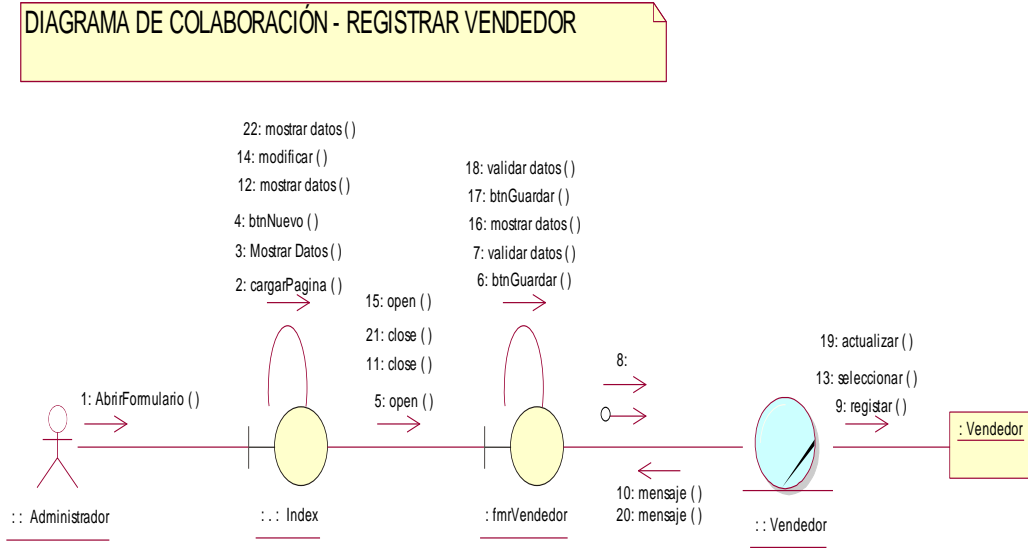 DIAGRAMA DE COLABORACIÓN - REGISTRAR VENDEDOR
22: mostrar datos ( )
14: modificar ( )
12: mostrar datos ( )
4: btnNuevo ( )
3: Mostrar Datos ( )
2: cargarPagina ( )
18: validar datos ( )
17: btnGuardar ( )
16: mostrar datos ( )
7: validar datos ( )
6: btnGuardar ( )
15: open ( )
21: close ( )
11: close ( )
5: open ( )
1: AbrirFormulario ( )
8:
19: actualizar ( )
13: seleccionar ( )
9: registar ( )
10: mensaje ( )
20: mensaje ( )
: Vendedor
: : Administrador
: . : Index
: fmrVendedor
: : Vendedor